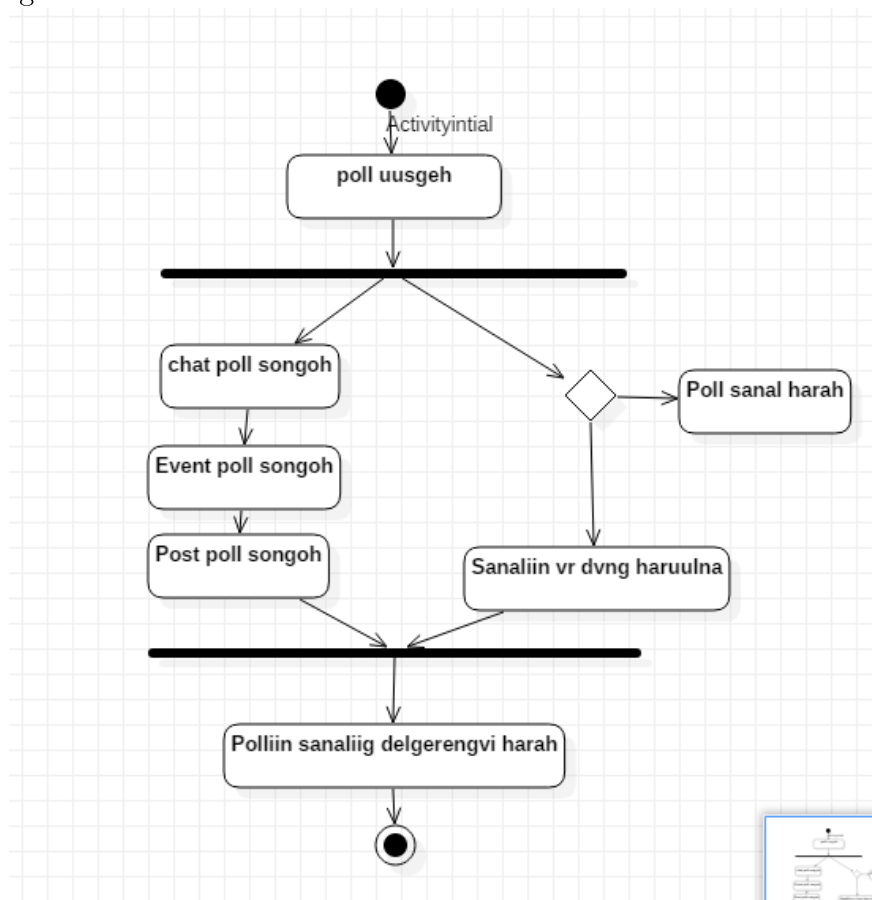 Activityintial
poll uusgeh
chat poll songoh
Poll sanal harah
Event poll songoh
Post poll songoh
Sanaliin vr dvng haruulna
Polliin sanaliig delgerengvi harah